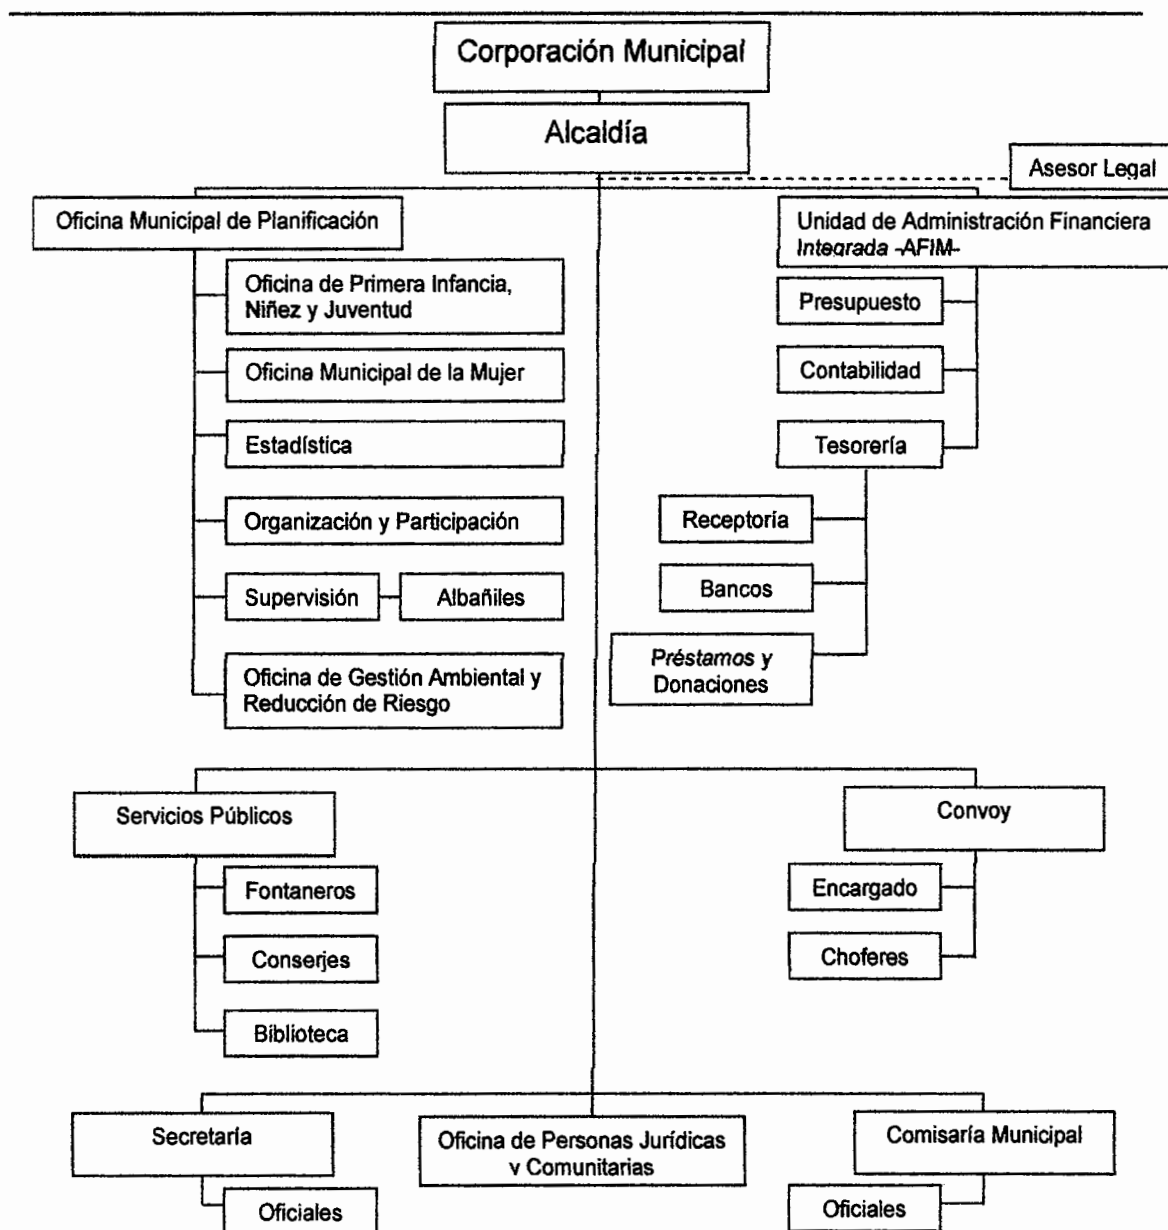 Corporación Municipal
Alcaldía
Asesor Legal
Oficina Municipal de Planificación
Unidad de Administración Financiera
Integrada -AFIM-
Oficina de Primera Infancia,
Niñez y Juventud
Presupuesto
Oficina Municipal de la Mujer
Contabilidad
Estadística
Tesorería
Organización y Participación
Receptoría
Supervisión
Albañiles
Bancos
Oficina de Gestión Ambiental y
Reducción de Riesgo
Préstamos y
Donaciones
Servicios Públicos
Convoy
Fontaneros
Encargado
Conserjes
Choferes
Biblioteca
Secretaría
Oficina de Personas Jurídicas
y Comunitarias
Comisaría Municipal
Oficiales
Oficiales